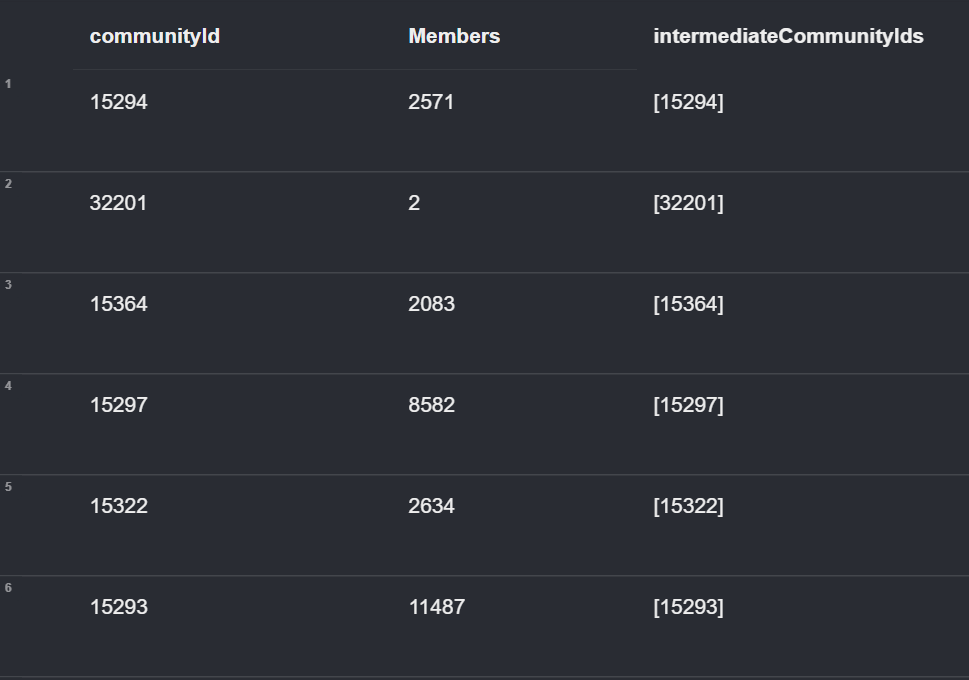 communityId Members intermediateCommunityIds
1 15294 2571 [15294]
2 32201 2 [32201]
3 15364 2083 [15364]
4 15297 8582 [15297]
5 15322 2634 [15322]
6 15293 11487 [15293]